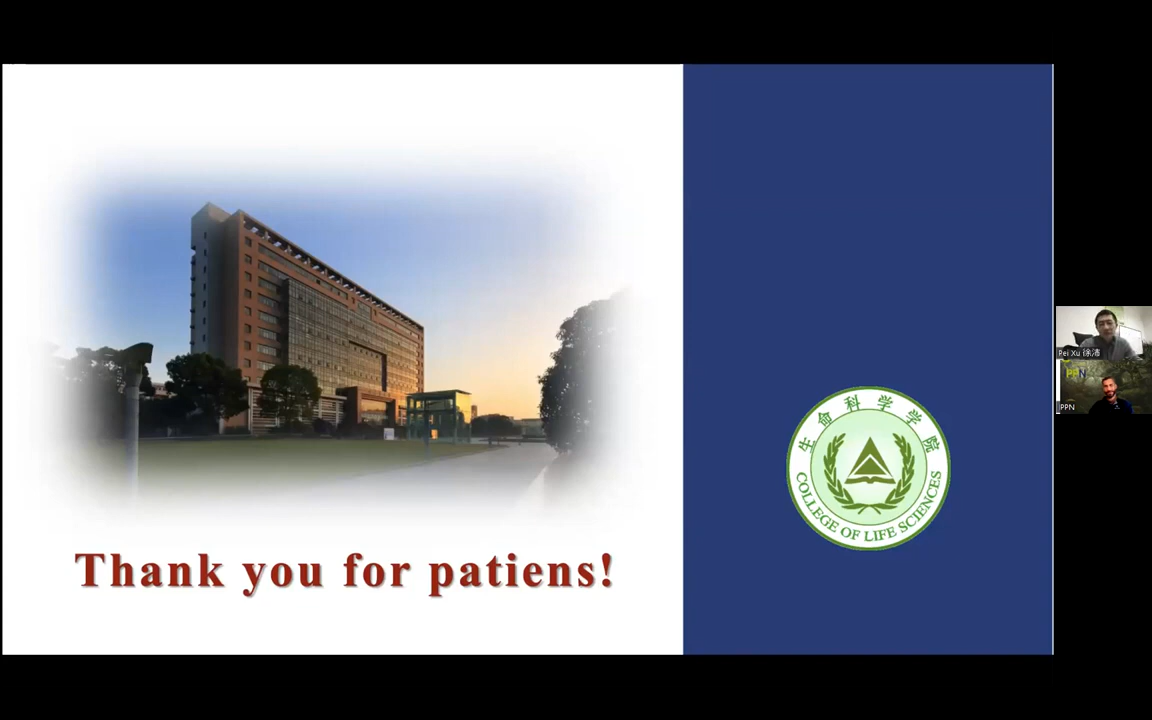 Thank you for patiens!
生命科学学院
COLLEGE OF LIFE SCIENCES
Pei Xu 徐沛
PPN
PPN